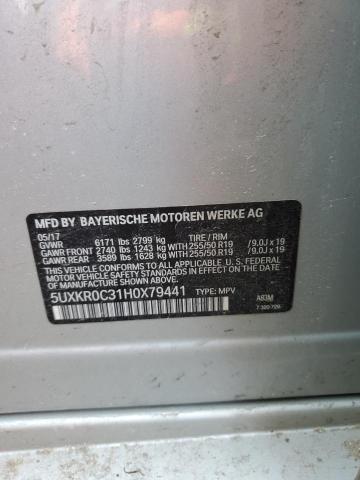 MFD BY BAYERISCHE MOTOREN WERKE AG
05/17 TIRE / RIM
GVWR 6171 lbs 2799 kg
GAWR FRONT 2740 lbs 1243 kg WITH 255/50 R19 /9.0J x 19
GAWR REAR 3589 lbs 1628 kg WITH 255/50 R19 /9.0J x 19
THIS VEHICLE CONFORMS TO ALL APPLICABLE U.S. FEDERAL
MOTOR VEHICLE SAFETY STANDARDS IN EFFECT ON THE
DATE OF MANUFACTURE SHOWN ABOVE.
5UXKR0C31H0X79441 TYPE: MPV A83M